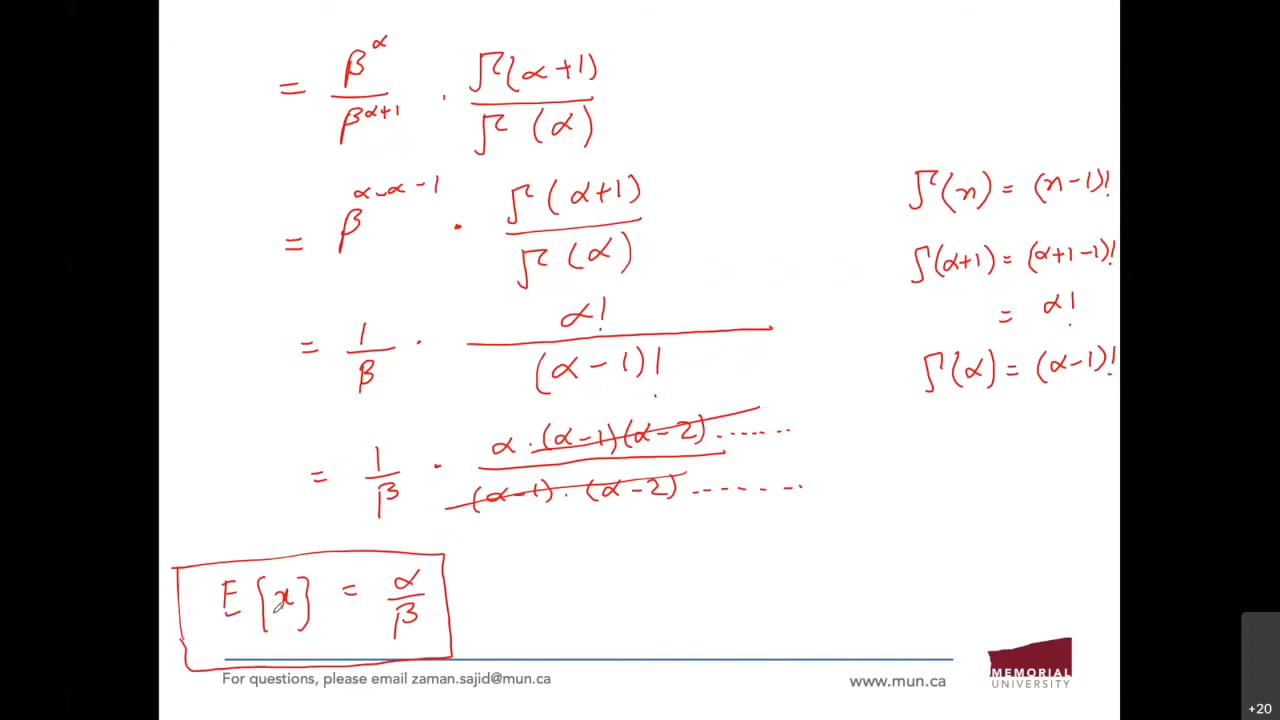 = β^α / β^(α+1) · Γ(α+1) / Γ(α)
= β^(α-α-1) · Γ(α+1) / Γ(α)
= 1/β · α! / (α-1)!
= 1/β · α·(α-1)(α-2)....... / (α-1)·(α-2)........
E{x} = α/β
Γ(n) = (n-1)!
Γ(α+1) = (α+1-1)!
= α!
Γ(α) = (α-1)!
For questions, please email zaman.sajid@mun.ca
www.mun.ca
MEMORIAL
UNIVERSITY
+20